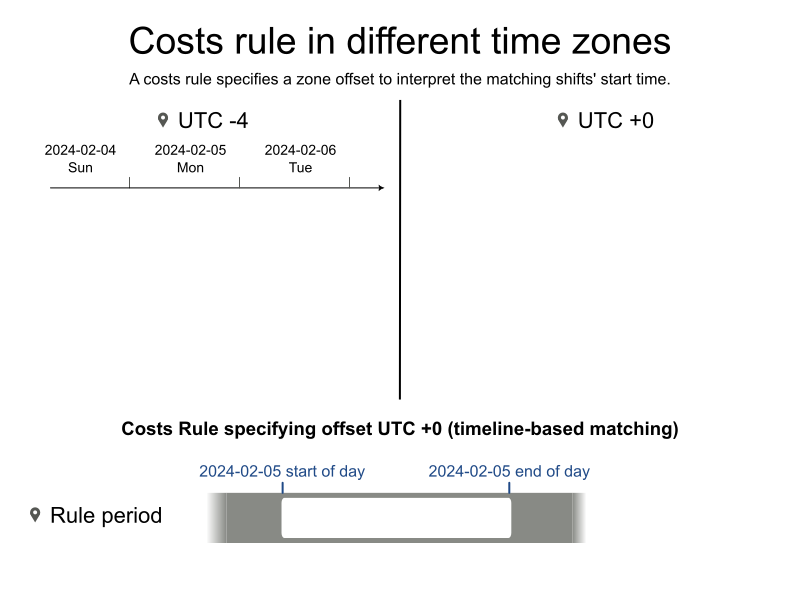 Costs rule in different time zones
A costs rule specifies a zone offset to interpret the matching shifts' start time.
UTC -4
UTC +0
2024-02-04 2024-02-05 2024-02-06
Sun Mon Tue
Costs Rule specifying offset UTC +0 (timeline-based matching)
2024-02-05 start of day 2024-02-05 end of day
Rule period